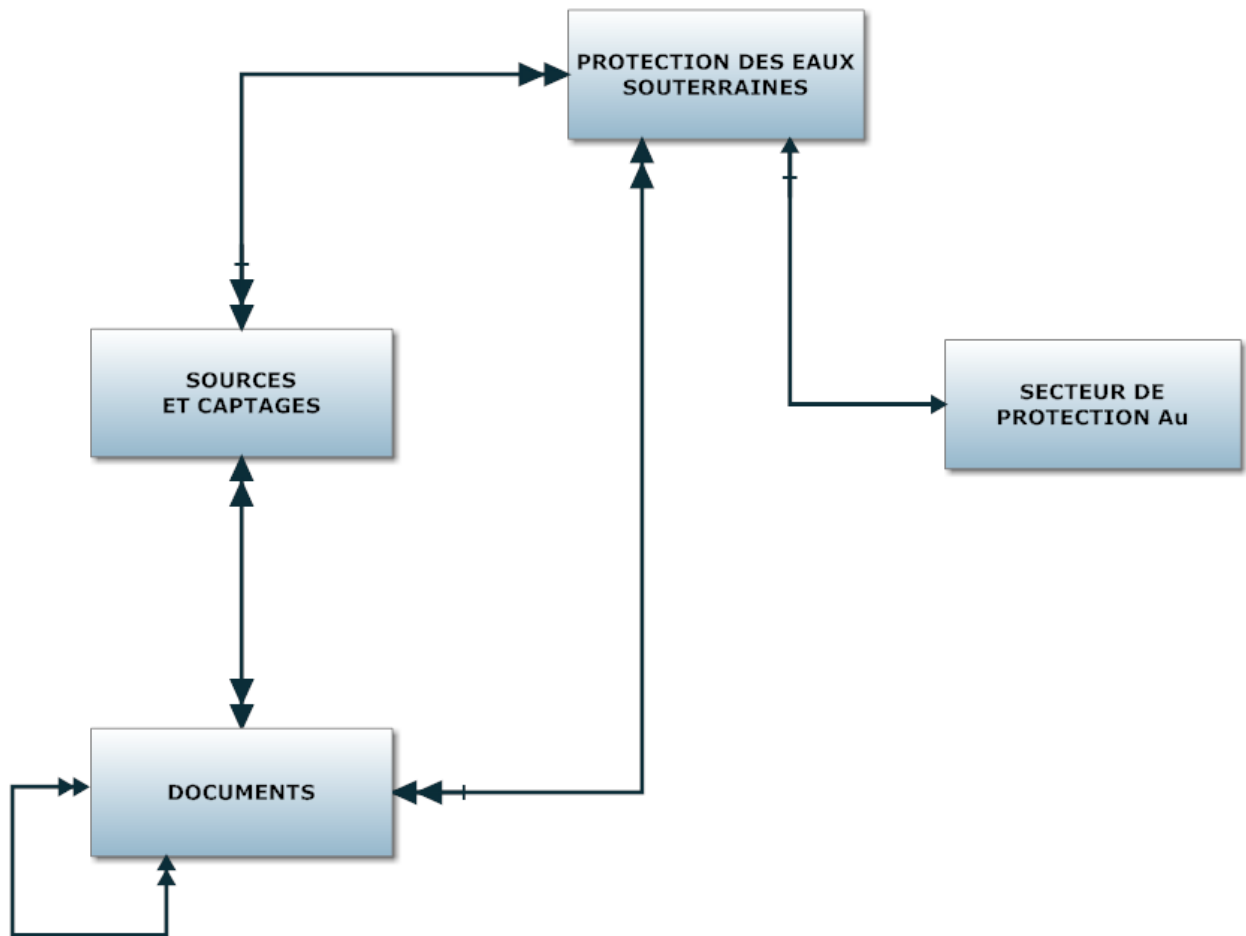 PROTECTION DES EAUX
SOUTERRAINES
SOURCES
ET CAPTAGES
SECTEUR DE
PROTECTION Au
DOCUMENTS